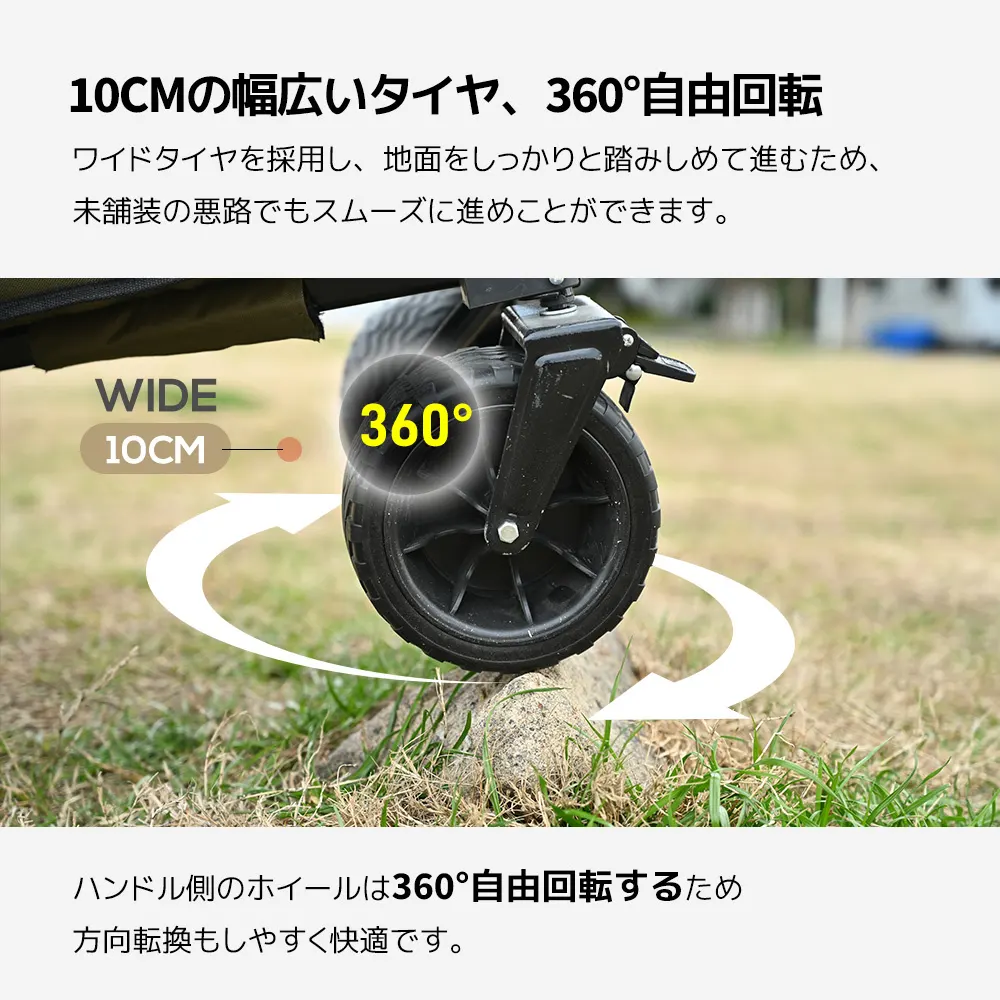 10CMの幅広いタイヤ、360°自由回転
ワイドタイヤを採用し、地面をしっかりと踏みしめて進むため、
未舗装の悪路でもスムーズに進めことができます。
WIDE
10CM
360°
ハンドル側のホイールは360°自由回転するため
方向転換もしやすく快適です。